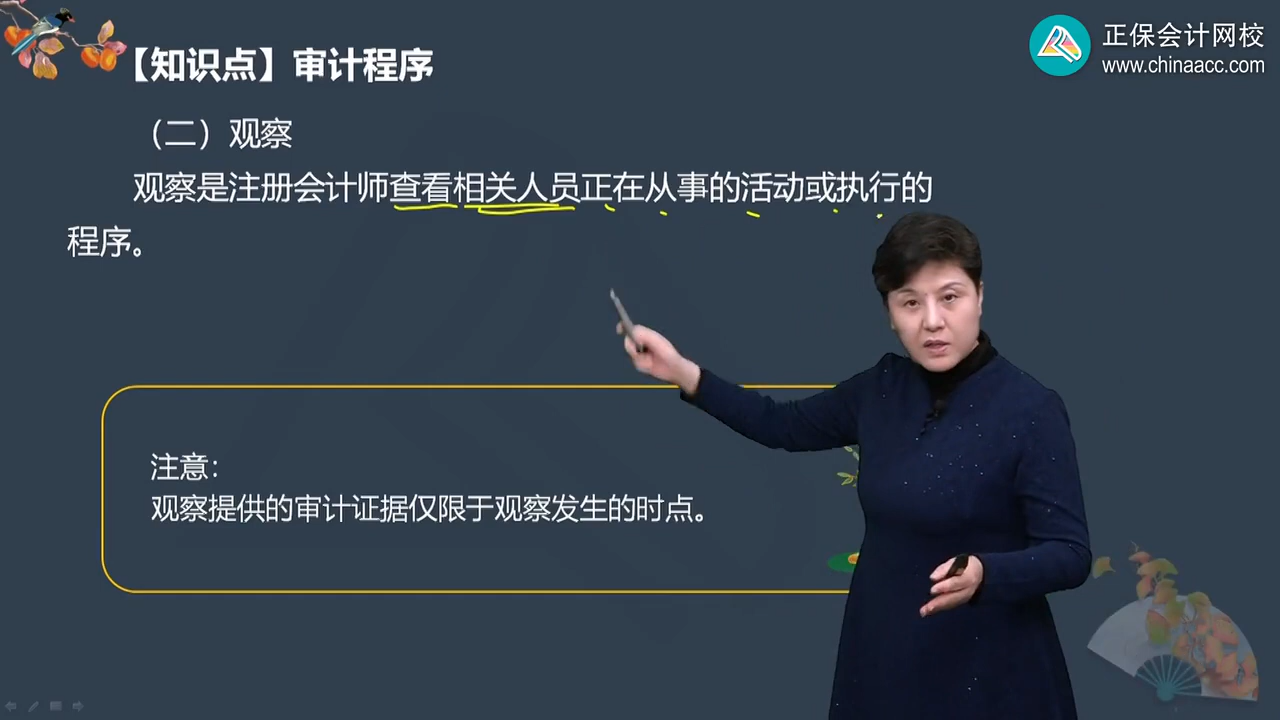 【知识点】审计程序
正保会计网校
www.chinaacc.com
（二）观察
观察是注册会计师查看相关人员正在从事的活动或执行的
程序。
注意：
观察提供的审计证据仅限于观察发生的时点。